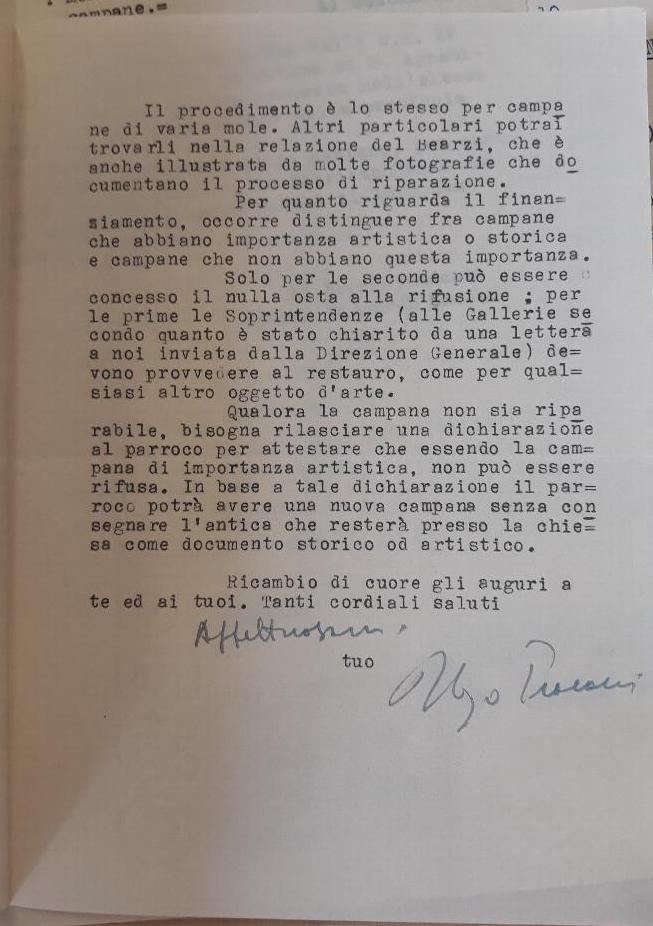 campane.=
Il procedimento è lo stesso per campa
ne di varia mole. Altri particolari potrai
trovarli nella relazione del Bearzi, che è
anche illustrata da molte fotografie che do
cumentano il processo di riparazione.
Per quanto riguarda il finan=
ziamento, occorre distinguere fra campane
che abbiano importanza artistica o storica
e campane che non abbiano questa importanza.
Solo per le seconde può essere
concesso il nulla osta alla rifusione ; per
le prime le Soprintendenze (alle Gallerie se
condo quanto è stato chiarito da una lettera
a noi inviata dalla Direzione Generale) de=
vono provvedere al restauro, come per qual=
siasi altro oggetto d'arte.
Qualora la campana non sia ripa
rabile, bisogna rilasciare una dichiarazione
al parroco per attestare che essendo la cam=
pana di importanza artistica, non può essere
rifusa. In base a tale dichiarazione il par=
roco potrà avere una nuova campana senza con
segnare l'antica che resterà presso la chie=
sa come documento storico od artistico.
Ricambio di cuore gli auguri a
te ed ai tuoi. Tanti cordiali saluti
tuo
Ugo Procacci